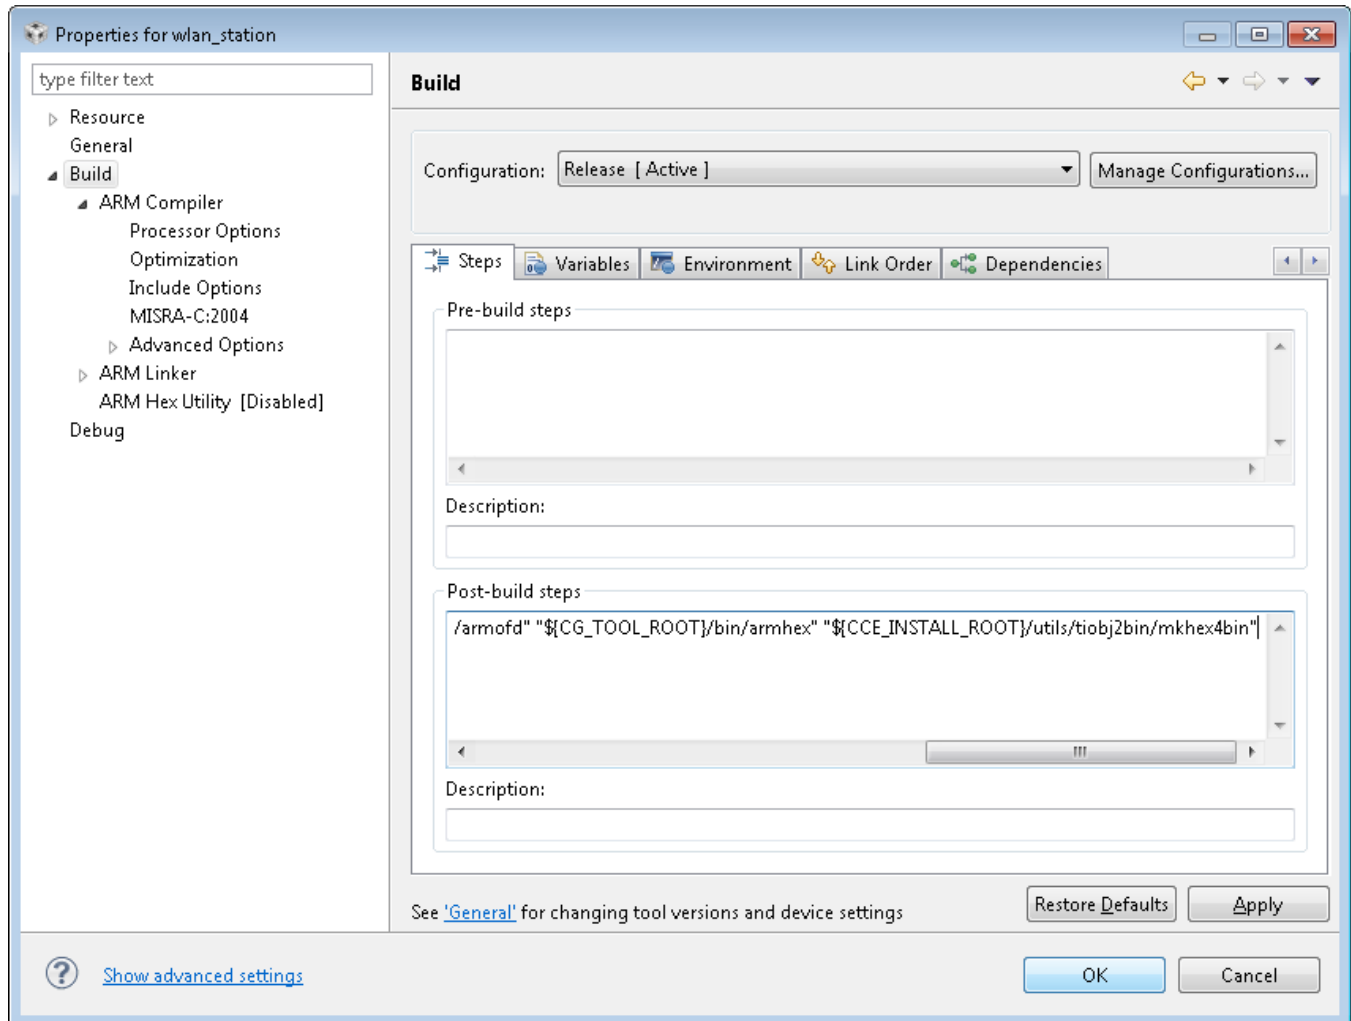 Properties for wlan_station
type filter text
Resource
General
Build
ARM Compiler
Processor Options
Optimization
Include Options
MISRA-C:2004
Advanced Options
ARM Linker
ARM Hex Utility [Disabled]
Debug
Build
Configuration: Release [ Active ] Manage Configurations...
Steps Variables Environment Link Order Dependencies
Pre-build steps
Description:
Post-build steps
/armofd" "${CG_TOOL_ROOT}/bin/armhex" "${CCE_INSTALL_ROOT}/utils/tiobj2bin/mkhex4bin"
Description:
See 'General' for changing tool versions and device settings
Restore Defaults Apply
Show advanced settings
OK Cancel